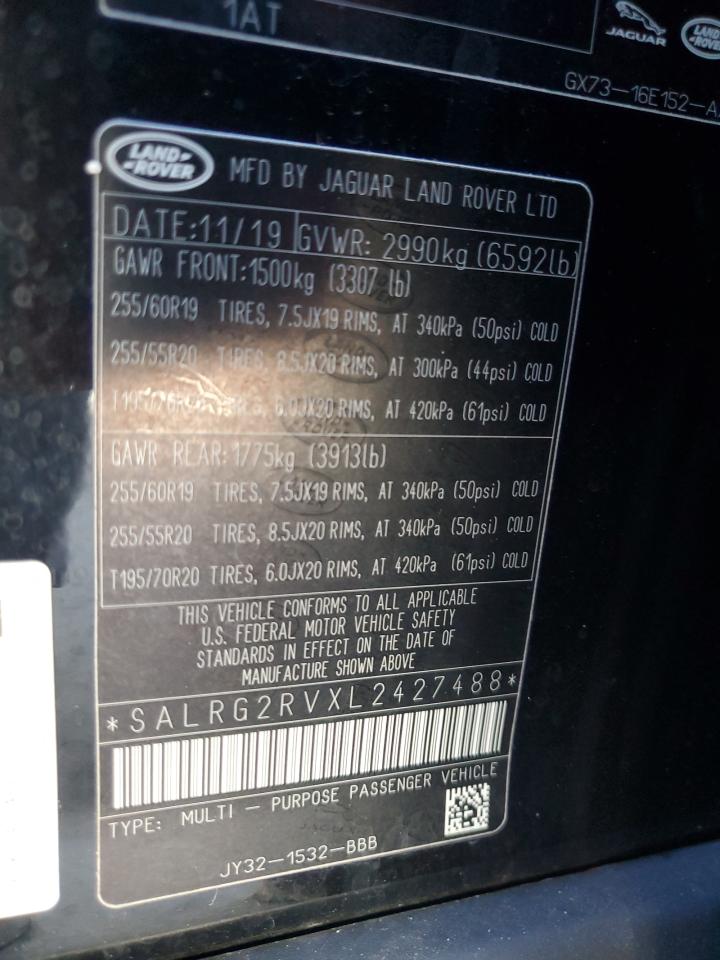 1AT
JAGUAR
LAND
ROVER
GX73-16E152-A
LAND-
-ROVER
MFD BY JAGUAR LAND ROVER LTD
DATE:11/19 GVWR: 2990kg (6592lb)
GAWR FRONT:1500kg (3307 lb)
255/60R19 TIRES, 7.5JX19 RIMS, AT 340kPa (50psi) COLD
255/55R20 TIRES, 8.5JX20 RIMS, AT 300kPa (44psi) COLD
TIRES, 6.0JX20 RIMS, AT 420kPa (61psi) COLD
GAWR REAR:1775kg (3913lb)
255/60R19 TIRES, 7.5JX19 RIMS, AT 340kPa (50psi) COLD
255/55R20 TIRES, 8.5JX20 RIMS, AT 340kPa (50psi) COLD
T195/70R20 TIRES, 6.0JX20 RIMS, AT 420kPa (61psi) COLD
THIS VEHICLE CONFORMS TO ALL APPLICABLE
U.S. FEDERAL MOTOR VEHICLE SAFETY
STANDARDS IN EFFECT ON THE DATE OF
MANUFACTURE SHOWN ABOVE
*SALRG2RVXL2427488*
TYPE: MULTI - PURPOSE PASSENGER VEHICLE
JY32-1532-BBB